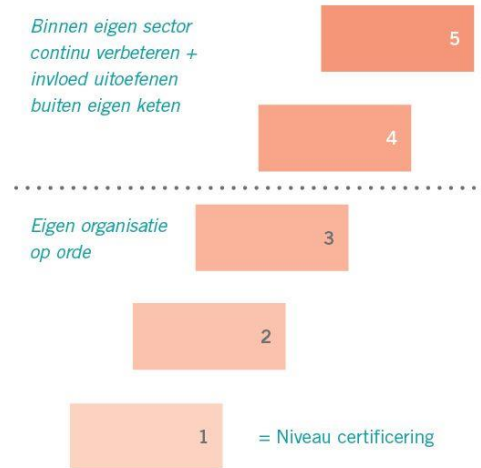 Binnen eigen sector
continu verbeteren +
invloed uitoefenen
buiten eigen keten
5
4
Eigen organisatie
op orde
3
2
1 = Niveau certificering